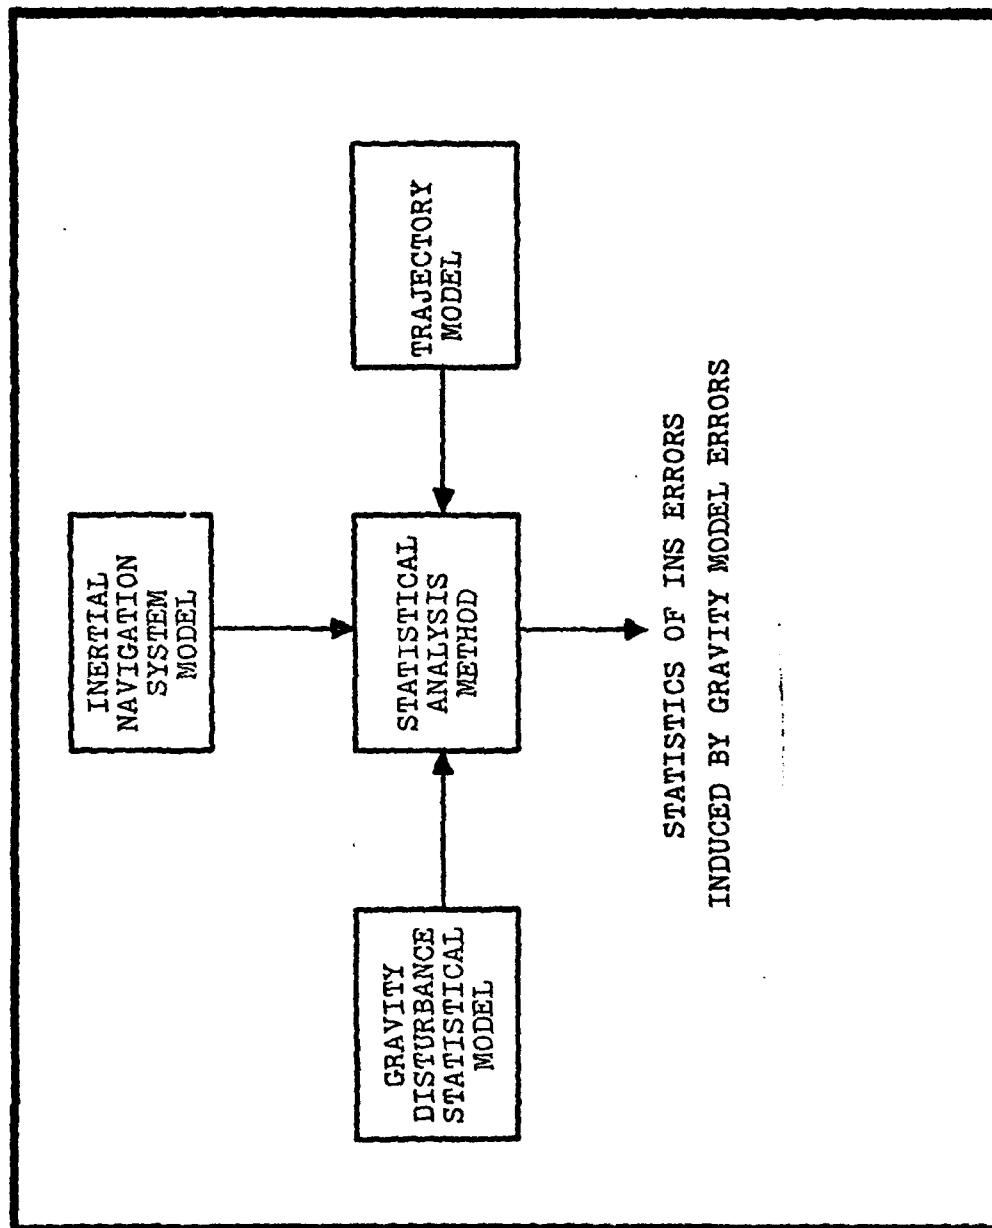 INERTIAL
NAVIGATION
SYSTEM
MODEL
GRAVITY
DISTURBANCE
STATISTICAL
MODEL
STATISTICAL
ANALYSIS
METHOD
TRAJECTORY
MODEL
STATISTICS OF INS ERRORS
INDUCED BY GRAVITY MODEL ERRORS